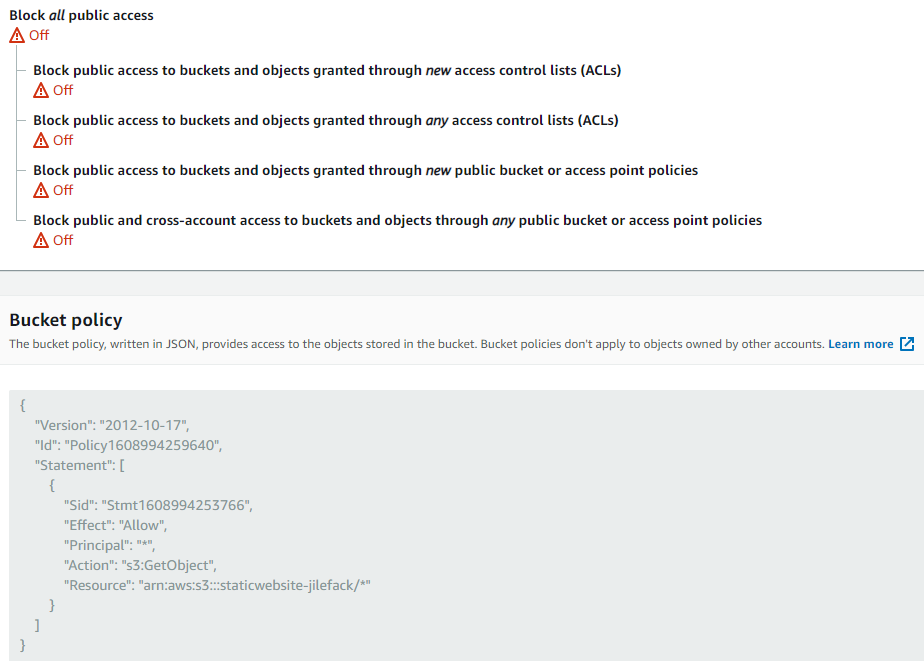 Block all public access
Off
Block public access to buckets and objects granted through new access control lists (ACLs)
Off
Block public access to buckets and objects granted through any access control lists (ACLs)
Off
Block public access to buckets and objects granted through new public bucket or access point policies
Off
Block public and cross-account access to buckets and objects through any public bucket or access point policies
Off
Bucket policy
The bucket policy, written in JSON, provides access to the objects stored in the bucket. Bucket policies don't apply to objects owned by other accounts. Learn more
{
"Version": "2012-10-17",
"Id": "Policy1608994259640",
"Statement": [
{
"Sid": "Stmt1608994253766",
"Effect": "Allow",
"Principal": "*",
"Action": "s3:GetObject",
"Resource": "arn:aws:s3:::staticwebsite-jilefack/*"
}
]
}